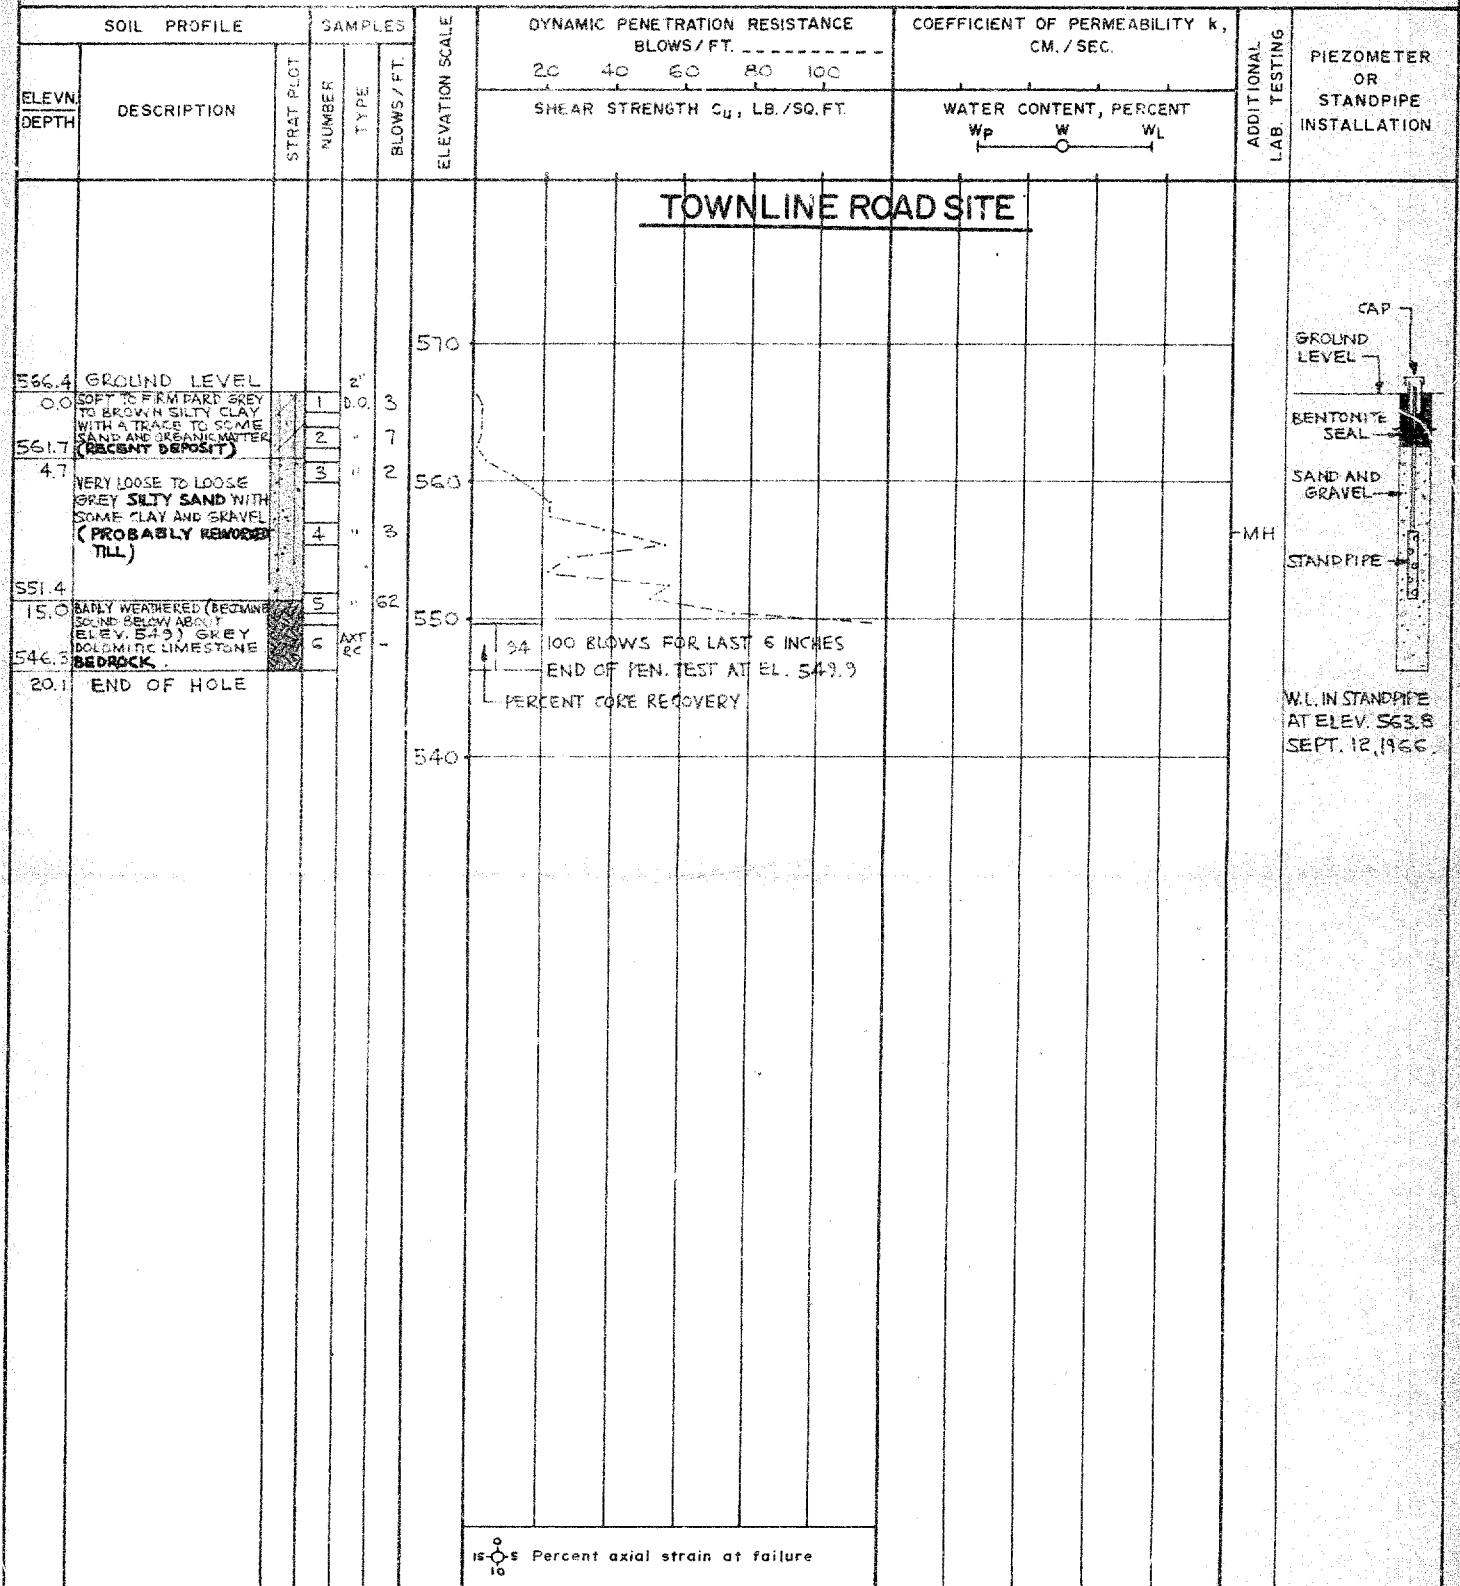 SOIL PROFILE
SAMPLES
ELEVN.
DEPTH
DESCRIPTION
STRAT PLOT
NUMBER
TYPE
BLOWS/FT.
ELEVATION SCALE
DYNAMIC PENETRATION RESISTANCE
BLOWS/FT.
20 40 60 80 100
SHEAR STRENGTH Cu, LB./SQ.FT.
COEFFICIENT OF PERMEABILITY k,
CM./SEC.
WATER CONTENT, PERCENT
WP W WL
ADDITIONAL
LAB. TESTING
PIEZOMETER
OR
STANDPIPE
INSTALLATION
TOWNLINE ROAD SITE
566.4 GROUND LEVEL
0.0
SOFT TO FIRM DARD GREY
TO BROWN SILTY CLAY
WITH A TRACE TO SOME
SAND AND ORGANIC MATTER
561.7 (RECENT DEPOSIT)
4.7
VERY LOOSE TO LOOSE
GREY SILTY SAND WITH
SOME CLAY AND GRAVEL
(PROBABLY REWORKED
TILL)
551.4
15.0
BADLY WEATHERED (BECOMING
SOUND BELOW ABOUT
ELEV. 549) GREY
DOLOMITIC LIMESTONE
546.3 BEDROCK.
20.1 END OF HOLE
1 2" D.O. 3
2 " 7
3 " 2
4 " 3
5 " 62
6 AXT RC -
570
560
550
540
94
100 BLOWS FOR LAST 6 INCHES
END OF PEN. TEST AT EL. 549.9
PERCENT CORE RECOVERY
MH
CAP
GROUND
LEVEL
BENTONITE
SEAL
SAND AND
GRAVEL
STANDPIPE
W.L. IN STANDPIPE
AT ELEV. 563.8
SEPT. 12, 1966.
0
15 5 Percent axial strain at failure
10